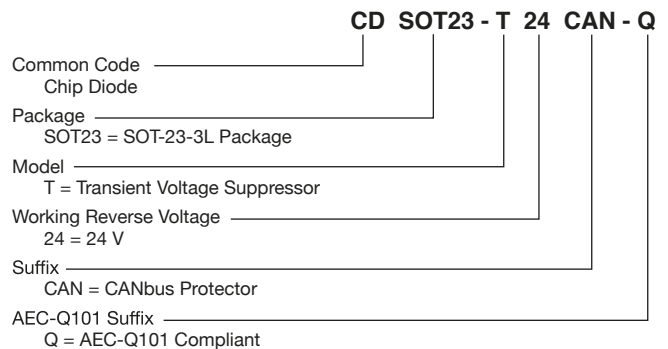 CD SOT23 - T 24 CAN - Q
Common Code
Chip Diode
Package
SOT23 = SOT-23-3L Package
Model
T = Transient Voltage Suppressor
Working Reverse Voltage
24 = 24 V
Suffix
CAN = CANbus Protector
AEC-Q101 Suffix
Q = AEC-Q101 Compliant